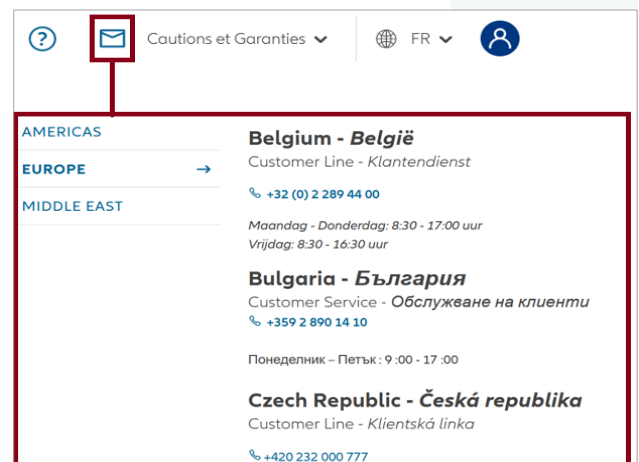 ? Cautions et Garanties FR
AMERICAS
EUROPE →
MIDDLE EAST
Belgium - België
Customer Line - Klantendienst
+32 (0) 2 289 44 00
Maandag - Donderdag: 8:30 - 17:00 uur
Vrijdag: 8:30 - 16:30 uur
Bulgaria - България
Customer Service - Обслужване на клиенти
+359 2 890 14 10
Понеделник – Петък : 9 :00 - 17 :00
Czech Republic - Česká republika
Customer Line - Klientská linka
+420 232 000 777